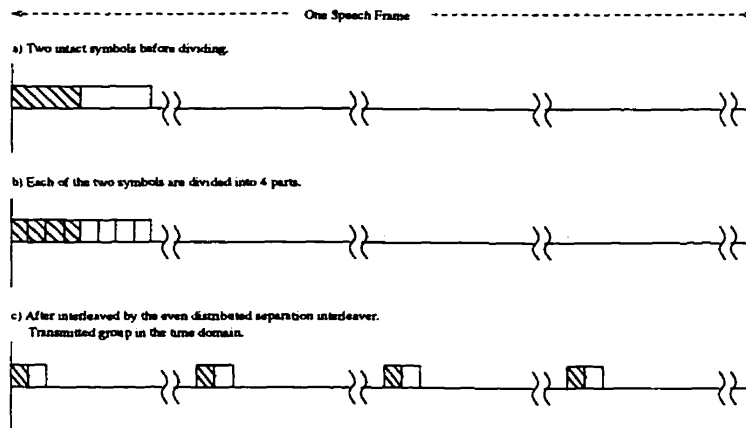 One Speech Frame
a) Two intact symbols before dividing.
b) Each of the two symbols are divided into 4 parts.
c) After interleaved by the even distributed separation interleaver.
Transmitted group in the time domain.